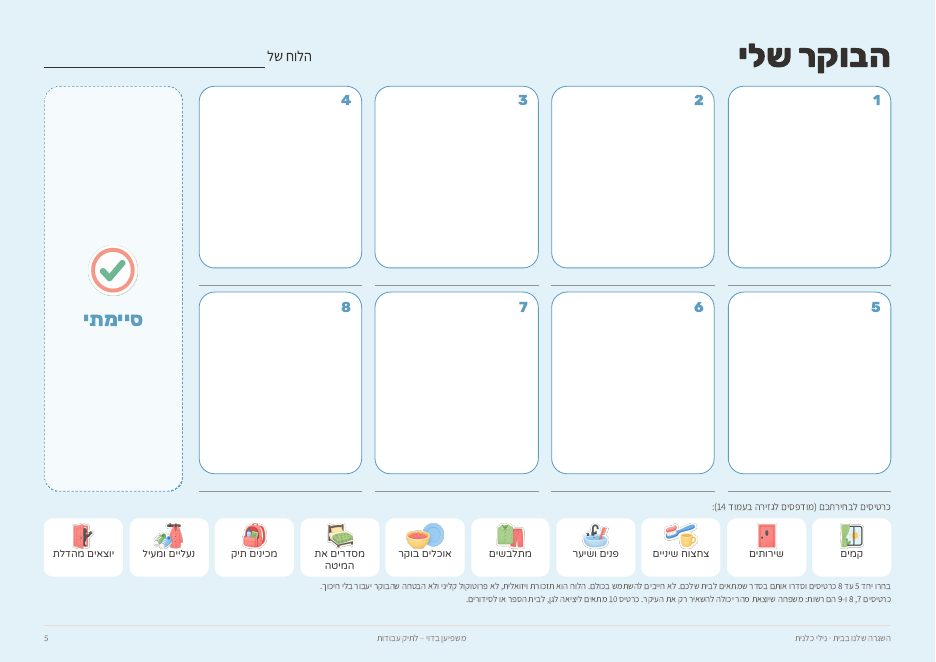 הבוקר שלי
הלוח של
1
2
3
4
סיימתי
5
6
7
8
כרטיסים לבחירתכם (מודפסים לגזירה בעמוד 14):
קמים
שירותים
צחצוח שיניים
פנים ושיער
מתלבשים
אוכלים בוקר
מסדרים את
המיטה
מכינים תיק
נעליים ומעיל
יוצאים מהדלת
בחרו יחד 5 עד 8 כרטיסים וסדרו אותם בסדר שמתאים לבית שלכם. לא חייבים להשתמש בכולם. הלוח הוא תזכורת ויזואלית, לא פרוטוקול קליני ולא הבטחה שהבוקר יעבור בלי חיכוך.
כרטיסים 7, 8 ו-9 הם רשות: משפחה שיוצאת מהר יכולה להשאיר רק את העיקר. כרטיס 10 מתאים ליציאה לגן, לבית הספר או לסידורים.
השגרה שלנו בבית · נילי כלנית
משפיען בדוי – לתיק עבודות
5